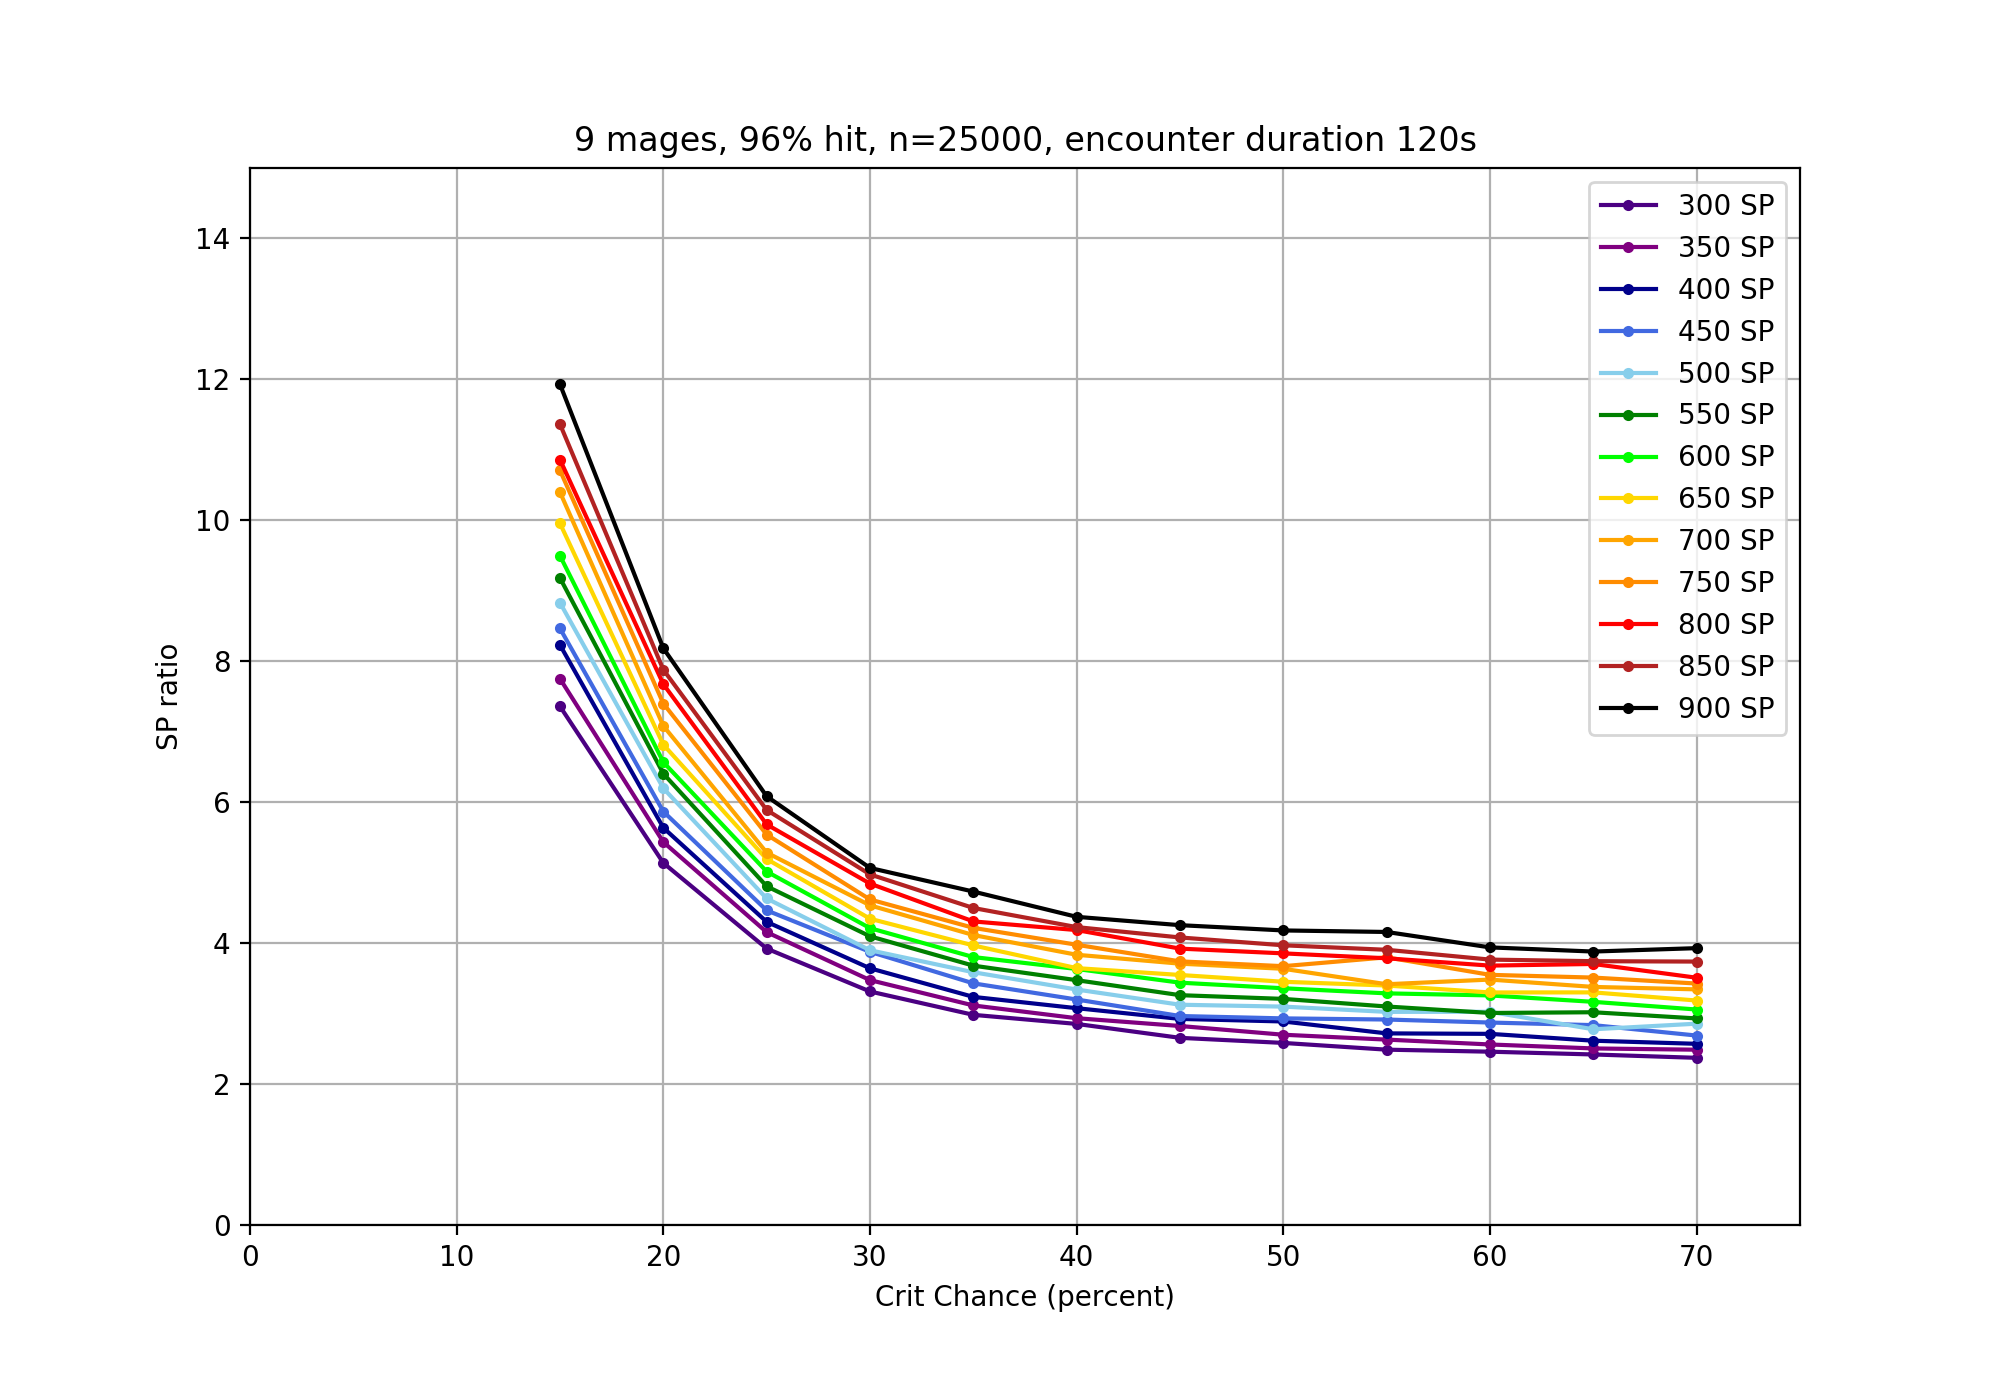 9 mages, 96% hit, n=25000, encounter duration 120s
300 SP
350 SP
400 SP
450 SP
500 SP
550 SP
600 SP
650 SP
700 SP
750 SP
800 SP
850 SP
900 SP
SP ratio
14
12
10
8
6
4
2
0
0 10 20 30 40 50 60 70
Crit Chance (percent)